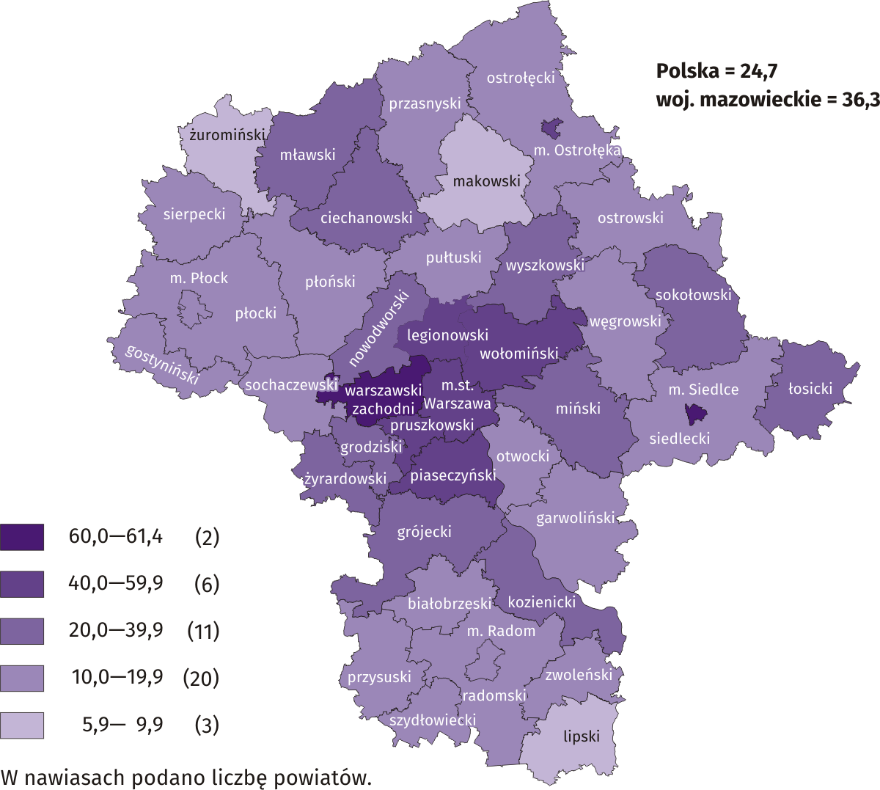 Polska = 24,7
woj. mazowieckie = 36,3
ostrołęcki
przasnyski
żuromiński
m. Ostrołęka
mławski
makowski
sierpecki
ciechanowski
ostrowski
pułtuski
wyszkowski
m. Płock
płoński
sokołowski
płocki
nowodworski
węgrowski
legionowski
wołomiński
gostyniński
sochaczewski
warszawski
zachodni
m.st.
Warszawa
m. Siedlce
łosicki
miński
pruszkowski
siedlecki
grodziski
otwocki
żyrardowski
piaseczyński
garwoliński
grójecki
białobrzeski
kozienicki
m. Radom
przysuski
zwoleński
radomski
szydłowiecki
lipski
60,0—61,4 (2)
40,0—59,9 (6)
20,0—39,9 (11)
10,0—19,9 (20)
5,9— 9,9 (3)
W nawiasach podano liczbę powiatów.